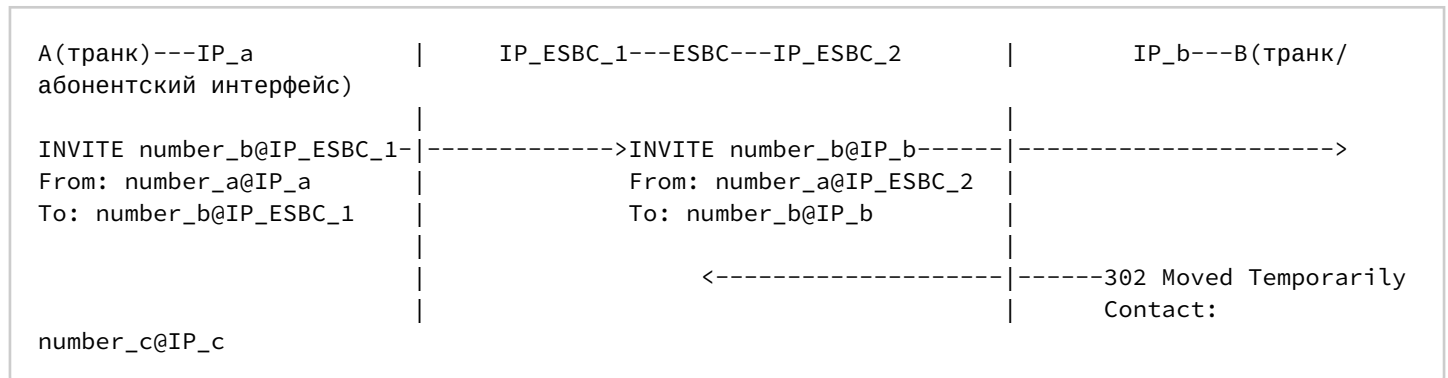 A(транк)---IP_a | IP_ESBC_1---ESBC---IP_ESBC_2 | IP_b---B(транк/
абонентский интерфейс)
| |
INVITE number_b@IP_ESBC_1-|------------->INVITE number_b@IP_b------|---------------------->
From: number_a@IP_a | From: number_a@IP_ESBC_2 |
To: number_b@IP_ESBC_1 | To: number_b@IP_b |
| |
| <--------------------|------302 Moved Temporarily
| | Contact:
number_c@IP_c